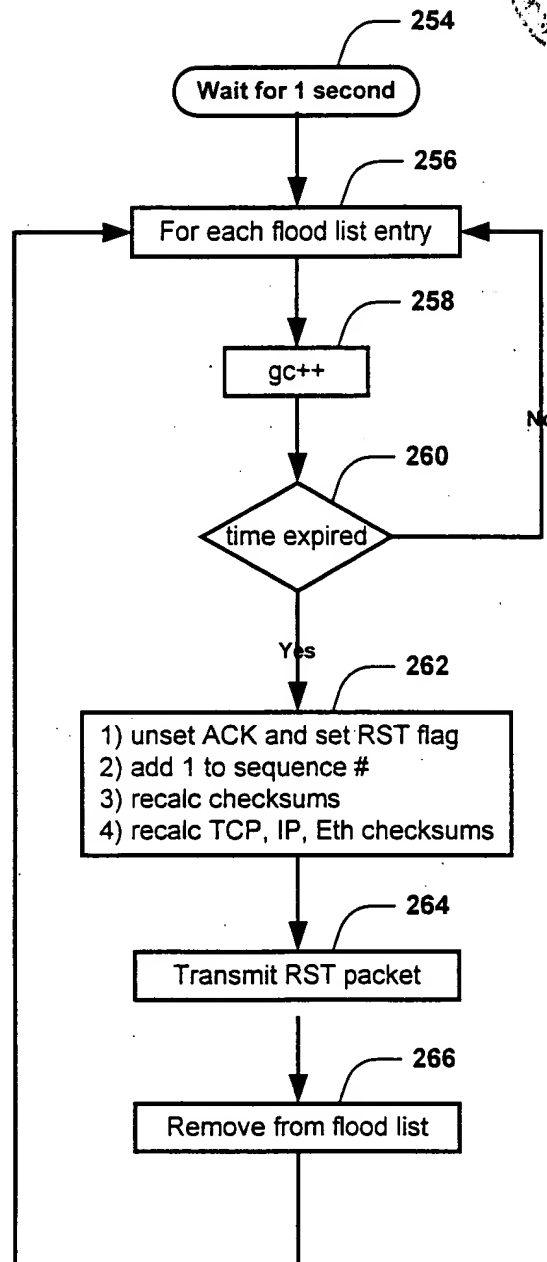 254
Wait for 1 second
256
For each flood list entry
258
gc++
No
260
time expired
Yes
262
1) unset ACK and set RST flag
2) add 1 to sequence #
3) recalc checksums
4) recalc TCP, IP, Eth checksums
264
Transmit RST packet
266
Remove from flood list